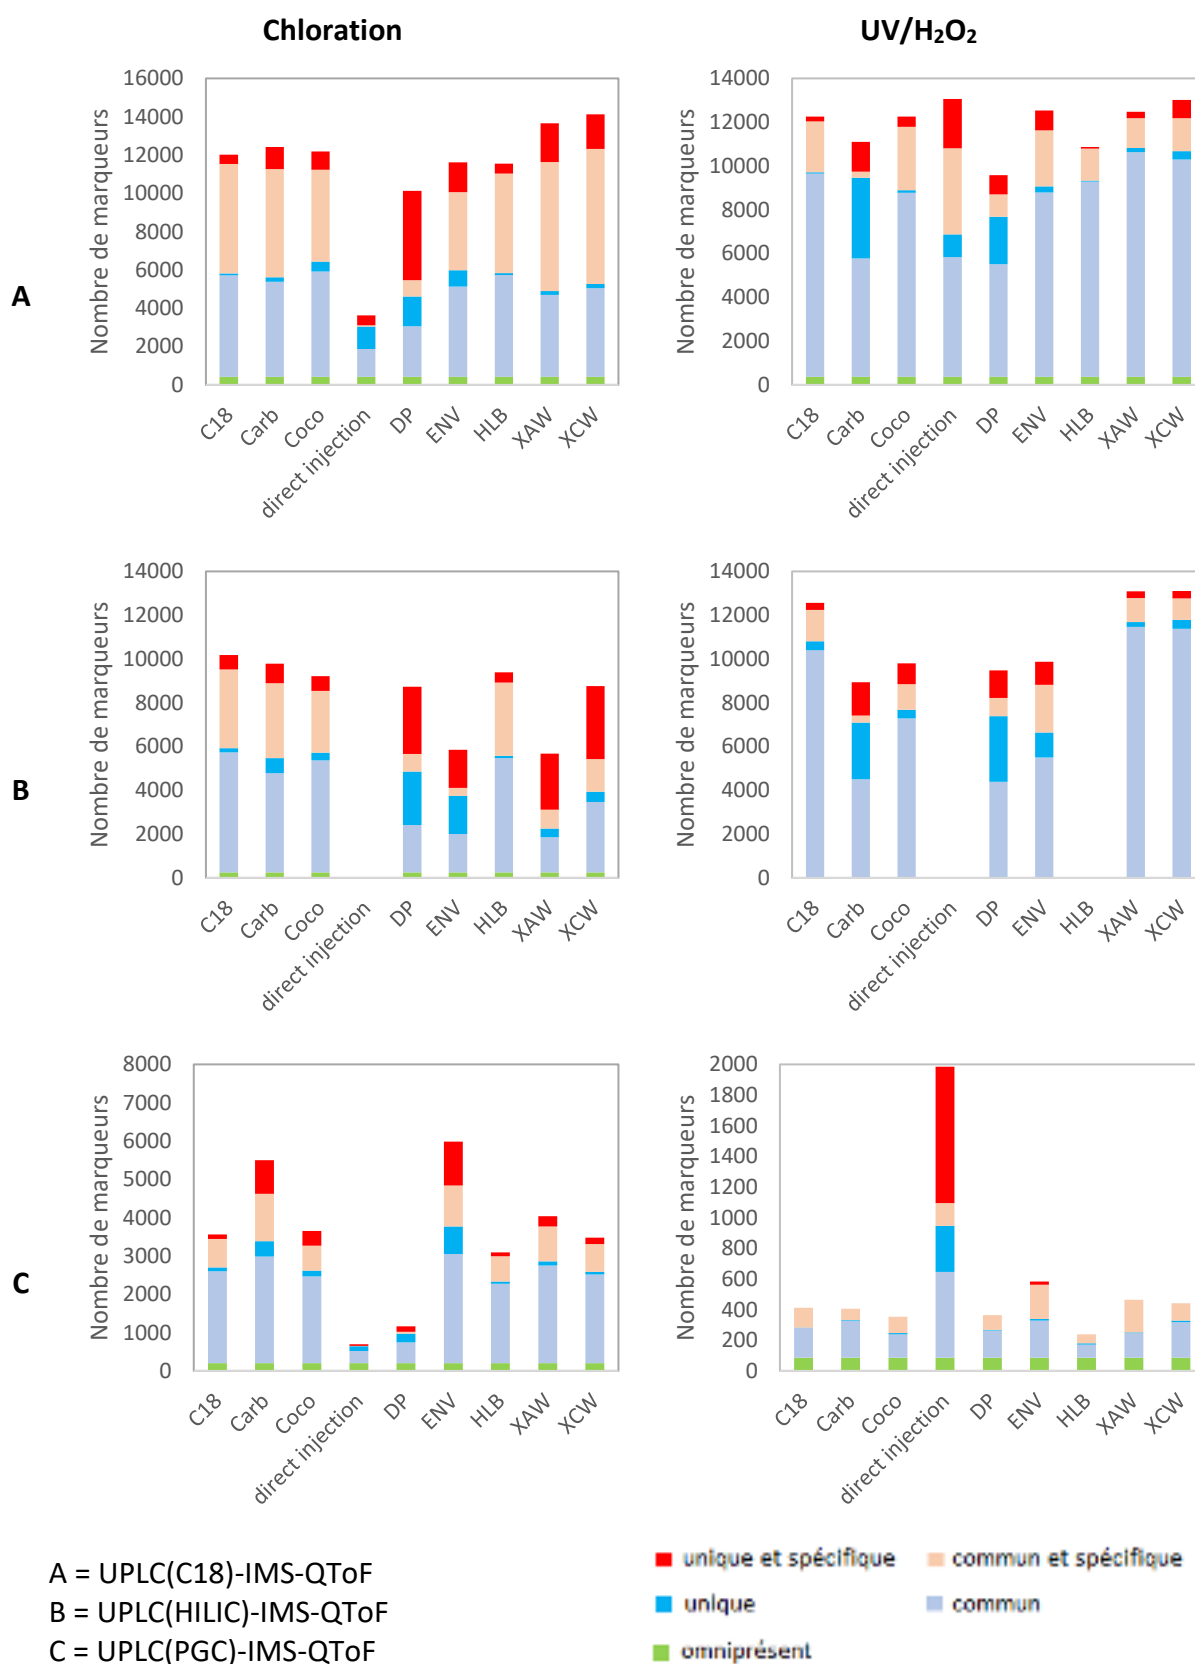 Chloration
UV/H₂O₂
A
Nombre de marqueurs
16000
14000
12000
10000
8000
6000
4000
2000
0
C18
Carb
Coco
direct injection
DP
ENV
HLB
XAW
XCW
Nombre de marqueurs
14000
12000
10000
8000
6000
4000
2000
0
C18
Carb
Coco
direct injection
DP
ENV
HLB
XAW
XCW
B
Nombre de marqueurs
14000
12000
10000
8000
6000
4000
2000
0
C18
Carb
Coco
direct injection
DP
ENV
HLB
XAW
XCW
Nombre de marqueurs
14000
12000
10000
8000
6000
4000
2000
0
C18
Carb
Coco
direct injection
DP
ENV
HLB
XAW
XCW
C
Nombre de marqueurs
8000
7000
6000
5000
4000
3000
2000
1000
0
C18
Carb
Coco
direct injection
DP
ENV
HLB
XAW
XCW
Nombre de marqueurs
2000
1800
1600
1400
1200
1000
800
600
400
200
0
C18
Carb
Coco
direct injection
DP
ENV
HLB
XAW
XCW
A = UPLC(C18)-IMS-QToF
B = UPLC(HILIC)-IMS-QToF
C = UPLC(PGC)-IMS-QToF
unique et spécifique
commun et spécifique
unique
commun
omniprésent